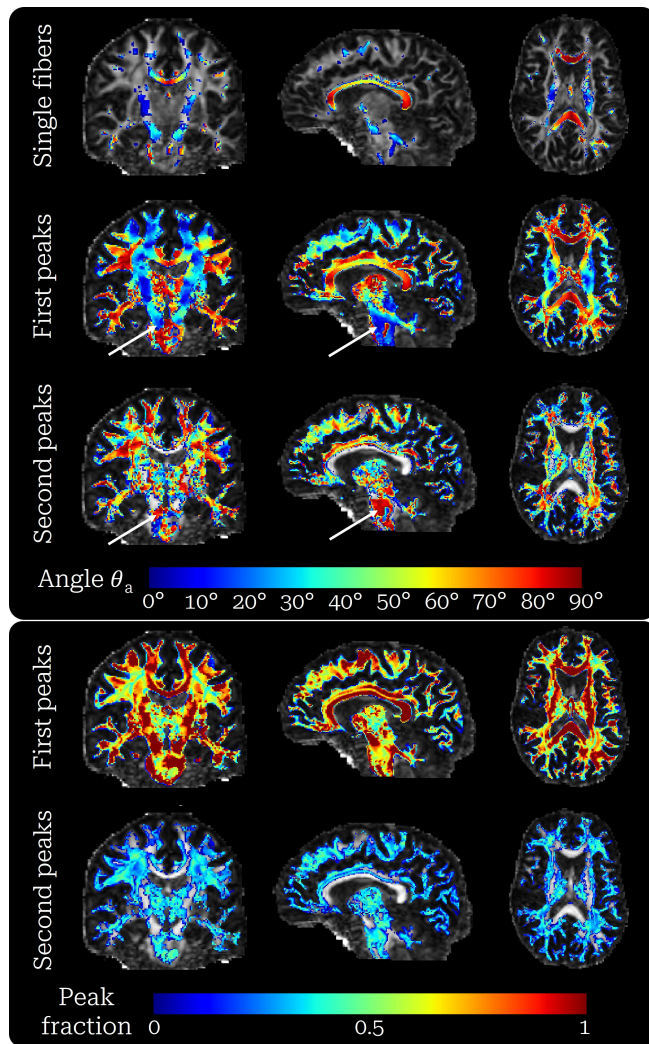 Single fibers
First peaks
Second peaks
Angle θₐ
0° 10° 20° 30° 40° 50° 60° 70° 80° 90°
First peaks
Second peaks
Peak
fraction
0 0.5 1